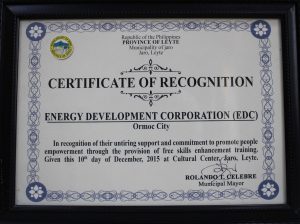 Republic of the Philippines
PROVINCE OF LEYTE
Municipality of jaro
Jaro, Leyte
CERTIFICATE OF RECOGNITION
ENERGY DEVELOPMENT CORPORATION (EDC)
Ormoc City
In recognition of their untiring support and commitment to promote people
empowerment through the provision of free skills enhancement training.
Given this 10th day of December, 2015 at Cultural Center, Jaro, Leyte.
ROLANDO T. CELEBRE
Municipal Mayor